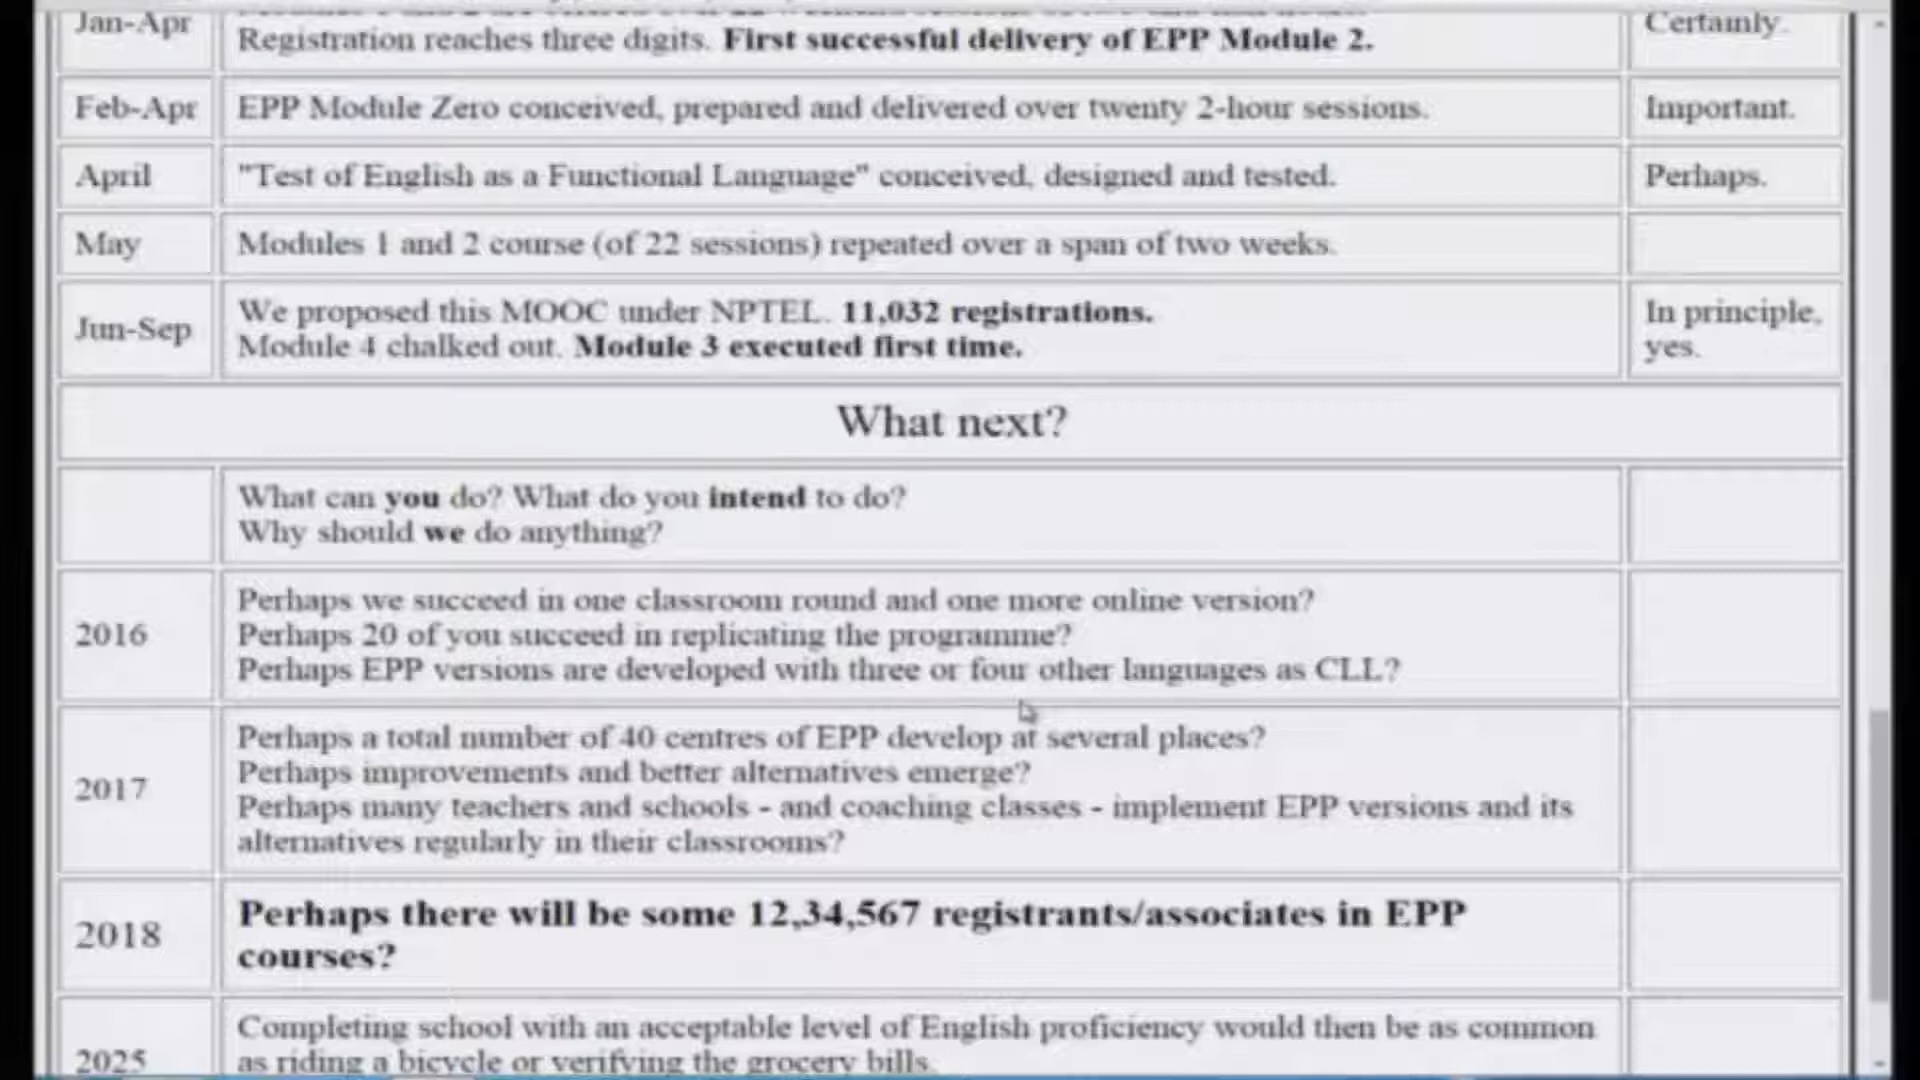 Jan-Apr
Registration reaches three digits. First successful delivery of EPP Module 2.
Certainly.
Feb-Apr
EPP Module Zero conceived, prepared and delivered over twenty 2-hour sessions.
Important.
April
"Test of English as a Functional Language" conceived, designed and tested.
Perhaps.
May
Modules 1 and 2 course (of 22 sessions) repeated over a span of two weeks.
Jun-Sep
We proposed this MOOC under NPTEL. 11,032 registrations.
Module 4 chalked out. Module 3 executed first time.
In principle,
yes.
What next?
What can you do? What do you intend to do?
Why should we do anything?
2016
Perhaps we succeed in one classroom round and one more online version?
Perhaps 20 of you succeed in replicating the programme?
Perhaps EPP versions are developed with three or four other languages as CLL?
2017
Perhaps a total number of 40 centres of EPP develop at several places?
Perhaps improvements and better alternatives emerge?
Perhaps many teachers and schools - and coaching classes - implement EPP versions and its
alternatives regularly in their classrooms?
2018
Perhaps there will be some 12,34,567 registrants/associates in EPP
courses?
2025
Completing school with an acceptable level of English proficiency would then be as common
as riding a bicycle or verifying the grocery bills.